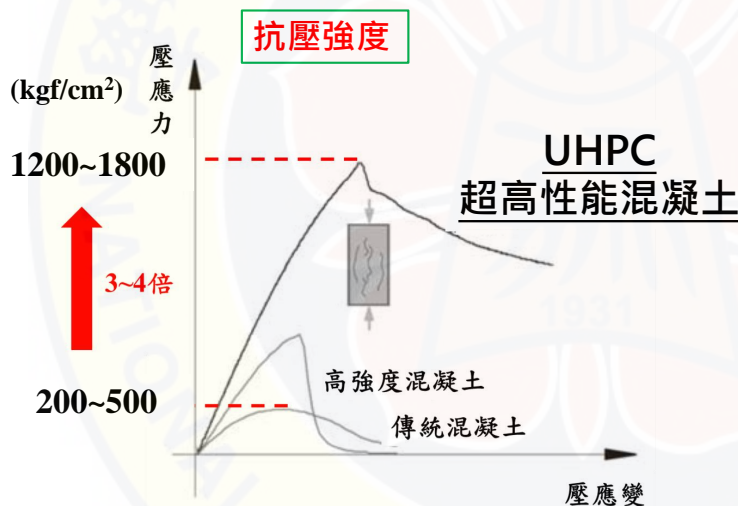 抗壓強度
壓應力
(kgf/cm²)
1200~1800
UHPC
超高性能混凝土
3~4倍
1931
高強度混凝土
200~500
傳統混凝土
壓應變
NATIONAL